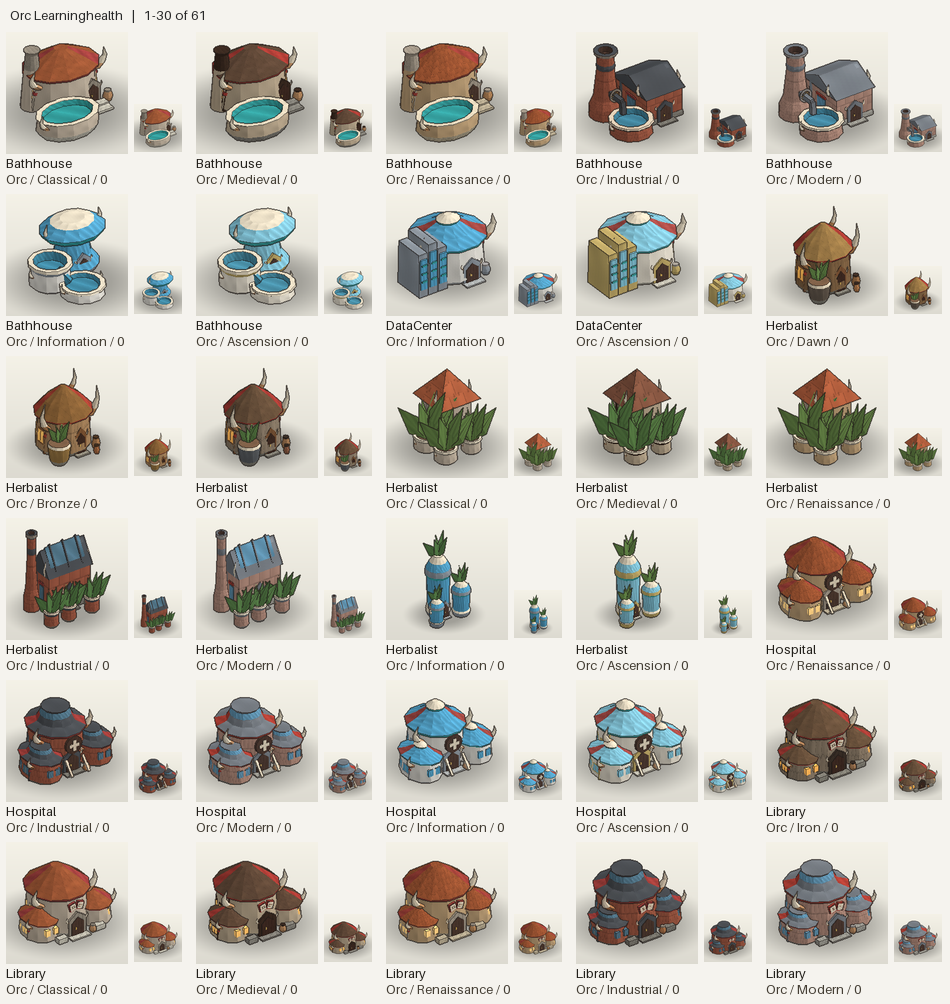 Orc Learninghealth | 1-30 of 61
Bathhouse
Orc / Classical / 0
Bathhouse
Orc / Medieval / 0
Bathhouse
Orc / Renaissance / 0
Bathhouse
Orc / Industrial / 0
Bathhouse
Orc / Modern / 0
Bathhouse
Orc / Information / 0
Bathhouse
Orc / Ascension / 0
DataCenter
Orc / Information / 0
DataCenter
Orc / Ascension / 0
Herbalist
Orc / Dawn / 0
Herbalist
Orc / Bronze / 0
Herbalist
Orc / Iron / 0
Herbalist
Orc / Classical / 0
Herbalist
Orc / Medieval / 0
Herbalist
Orc / Renaissance / 0
Herbalist
Orc / Industrial / 0
Herbalist
Orc / Modern / 0
Herbalist
Orc / Information / 0
Herbalist
Orc / Ascension / 0
Hospital
Orc / Renaissance / 0
Hospital
Orc / Industrial / 0
Hospital
Orc / Modern / 0
Hospital
Orc / Information / 0
Hospital
Orc / Ascension / 0
Library
Orc / Iron / 0
Library
Orc / Classical / 0
Library
Orc / Medieval / 0
Library
Orc / Renaissance / 0
Library
Orc / Industrial / 0
Library
Orc / Modern / 0